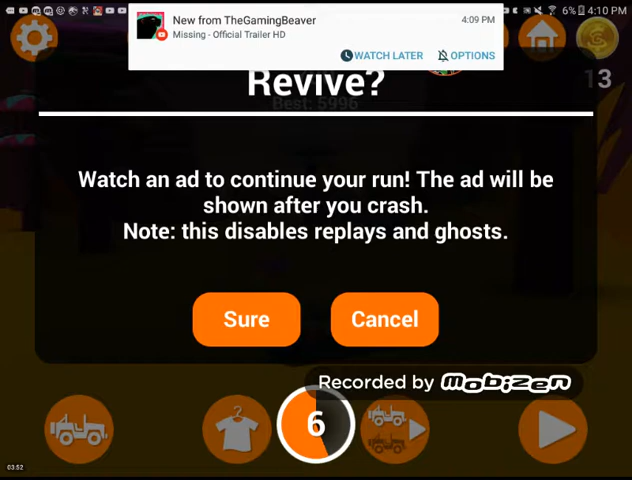 New from TheGamingBeaver 4:09 PM
Missing - Official Trailer HD
WATCH LATER OPTIONS
6% 4:10 PM
13
Revive?
Best: 5996
Watch an ad to continue your run! The ad will be
shown after you crash.
Note: this disables replays and ghosts.
Sure Cancel
Recorded by mobizen
6
03:52